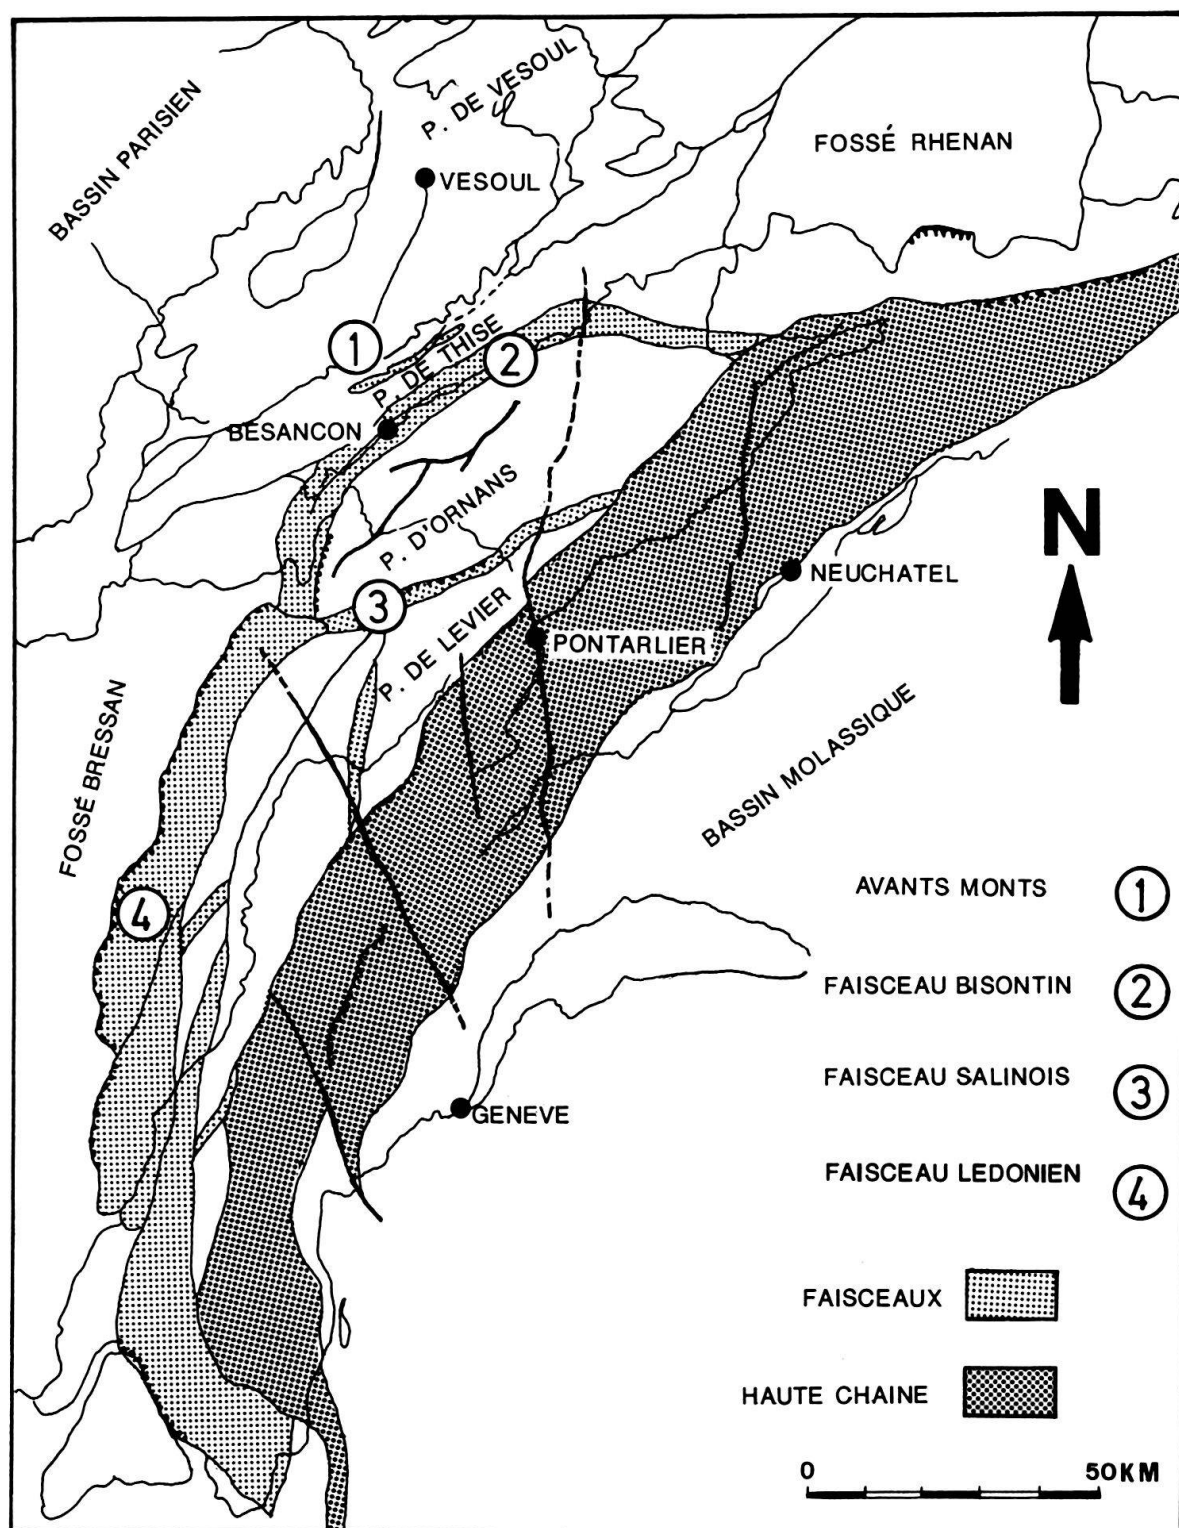 BASSIN PARISIEN
P. DE VESOUL
FOSSÉ RHENAN
VESOUL
1
P. DE THISE
2
BESANCON
P. D'ORNANS
N
NEUCHATEL
3
P. DE LEVIER
PONTARLIER
FOSSÉ BRESSAN
BASSIN MOLASSIQUE
4
AVANTS MONTS 1
FAISCEAU BISONTIN 2
FAISCEAU SALINOIS 3
GENEVE
FAISCEAU LEDONIEN 4
FAISCEAUX
HAUTE CHAINE
0 50KM